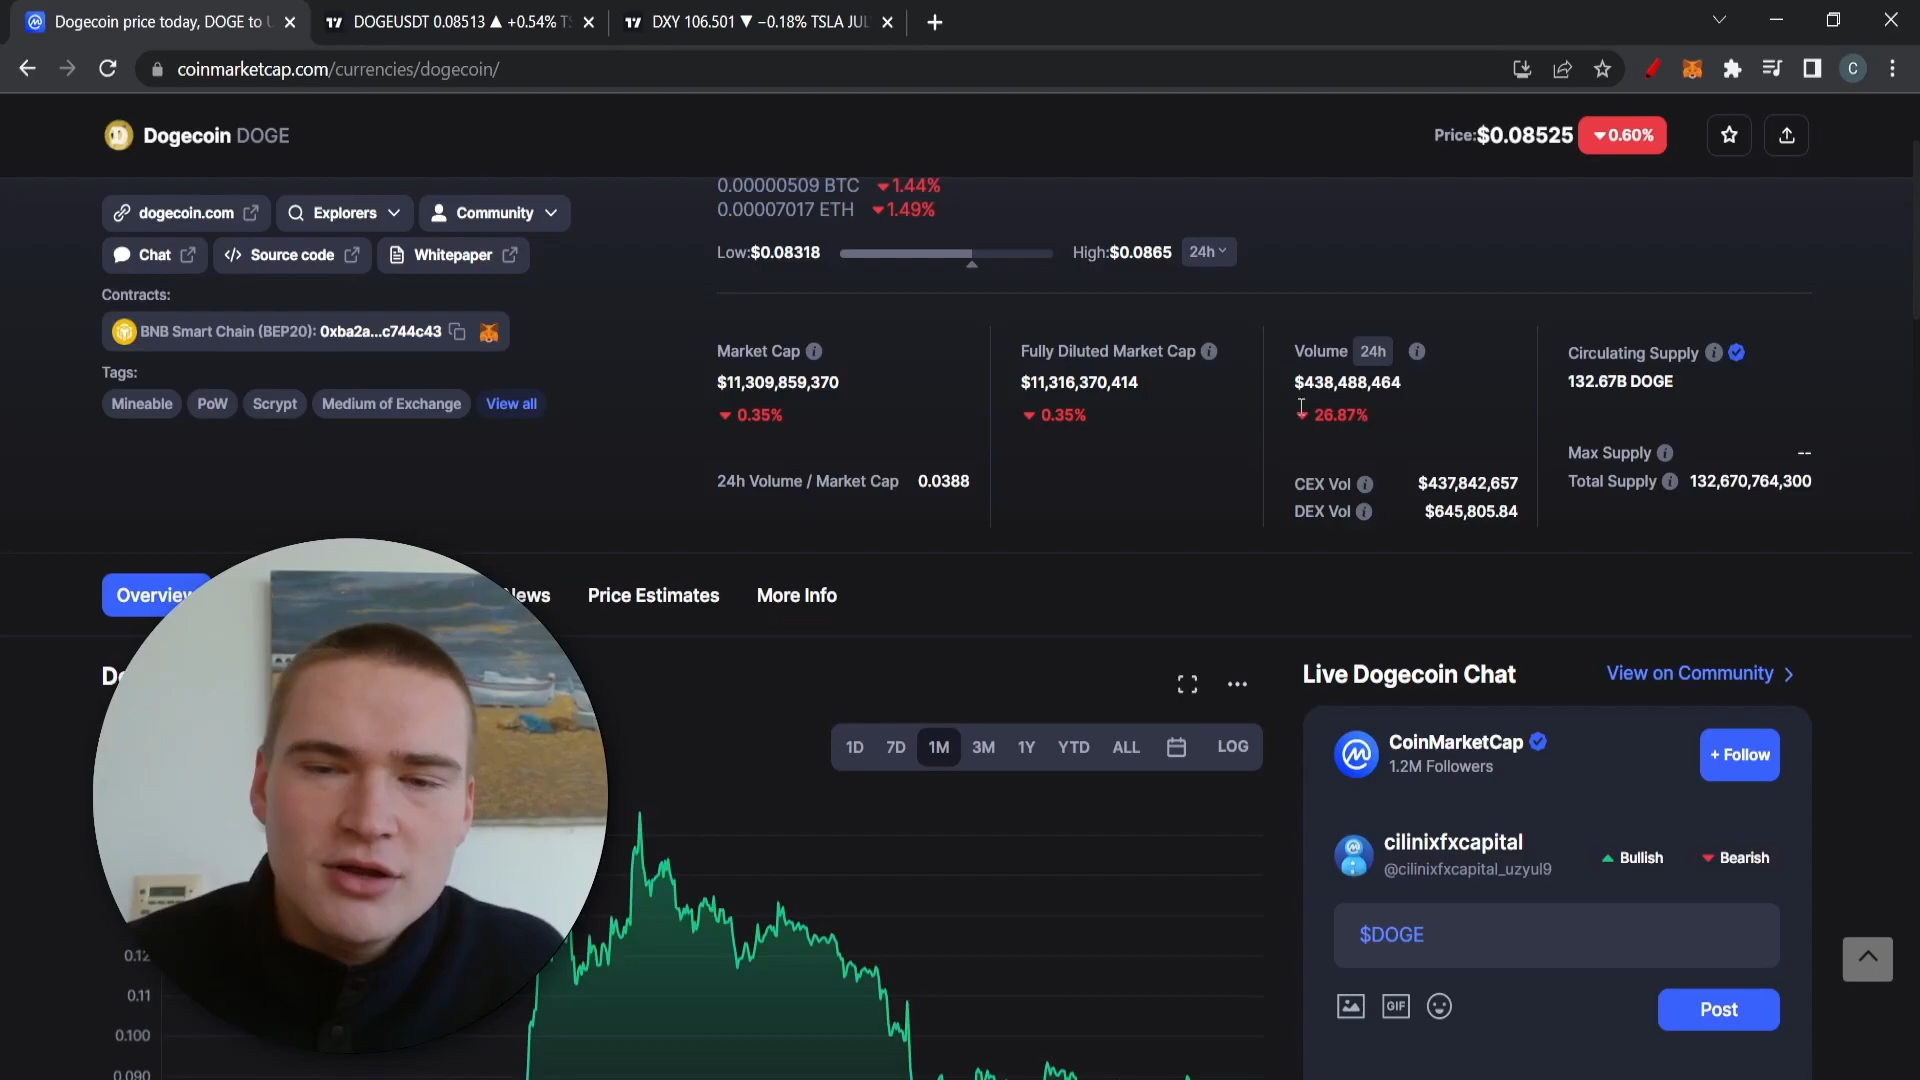 Dogecoin price today, DOGE to U
DOGEUSDT 0.08513 ▲ +0.54% TS
DXY 106.501 ▼ −0.18% TSLA JUL
coinmarketcap.com/currencies/dogecoin/
C
Dogecoin DOGE
Price:$0.08525 ▼0.60%
0.00000509 BTC ▼1.44%
0.00007017 ETH ▼1.49%
dogecoin.com Explorers Community
Chat Source code Whitepaper
Low:$0.08318 High:$0.0865 24h
Contracts:
BNB Smart Chain (BEP20): 0xba2a...c744c43
Tags:
Mineable PoW Scrypt Medium of Exchange View all
Market Cap
$11,309,859,370
▼ 0.35%
24h Volume / Market Cap 0.0388
Fully Diluted Market Cap
$11,316,370,414
▼ 0.35%
Volume 24h
$438,488,464
▼ 26.87%
CEX Vol $437,842,657
DEX Vol $645,805.84
Circulating Supply
132.67B DOGE
Max Supply --
Total Supply 132,670,764,300
Overview News Price Estimates More Info
Do
1D 7D 1M 3M 1Y YTD ALL LOG
0.12
0.11
0.100
0.090
Live Dogecoin Chat View on Community
CoinMarketCap
1.2M Followers
+ Follow
cilinixfxcapital
@cilinixfxcapital_uzyul9
Bullish Bearish
$DOGE
GIF
Post